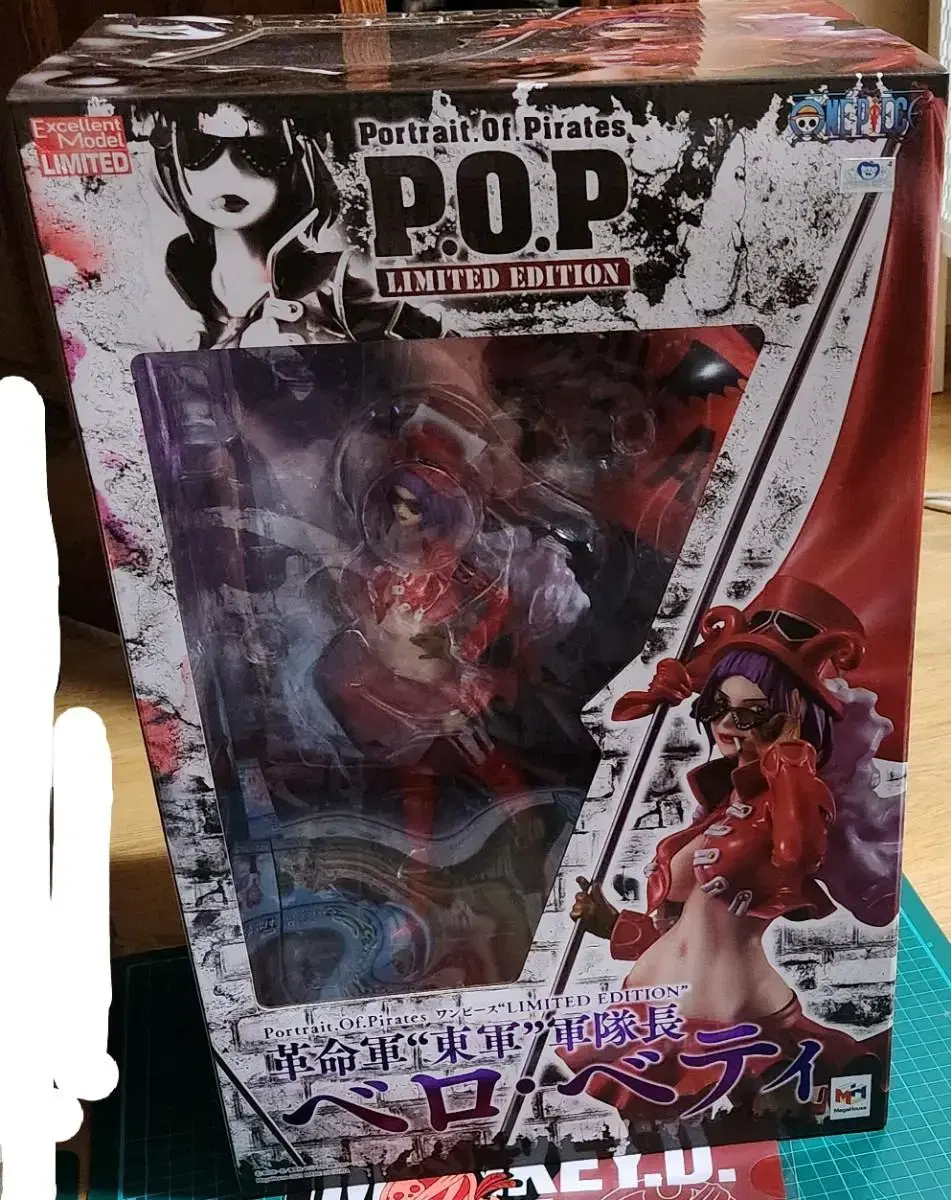 Excellent
Model
LIMITED
Portrait.Of.Pirates
P.O.P
LIMITED EDITION
ONE PIECE
Portrait.Of.Pirates ワンピース“LIMITED EDITION”
革命軍“東軍”軍隊長
ベロ・ベティ
MegaHouse
KEY.D.